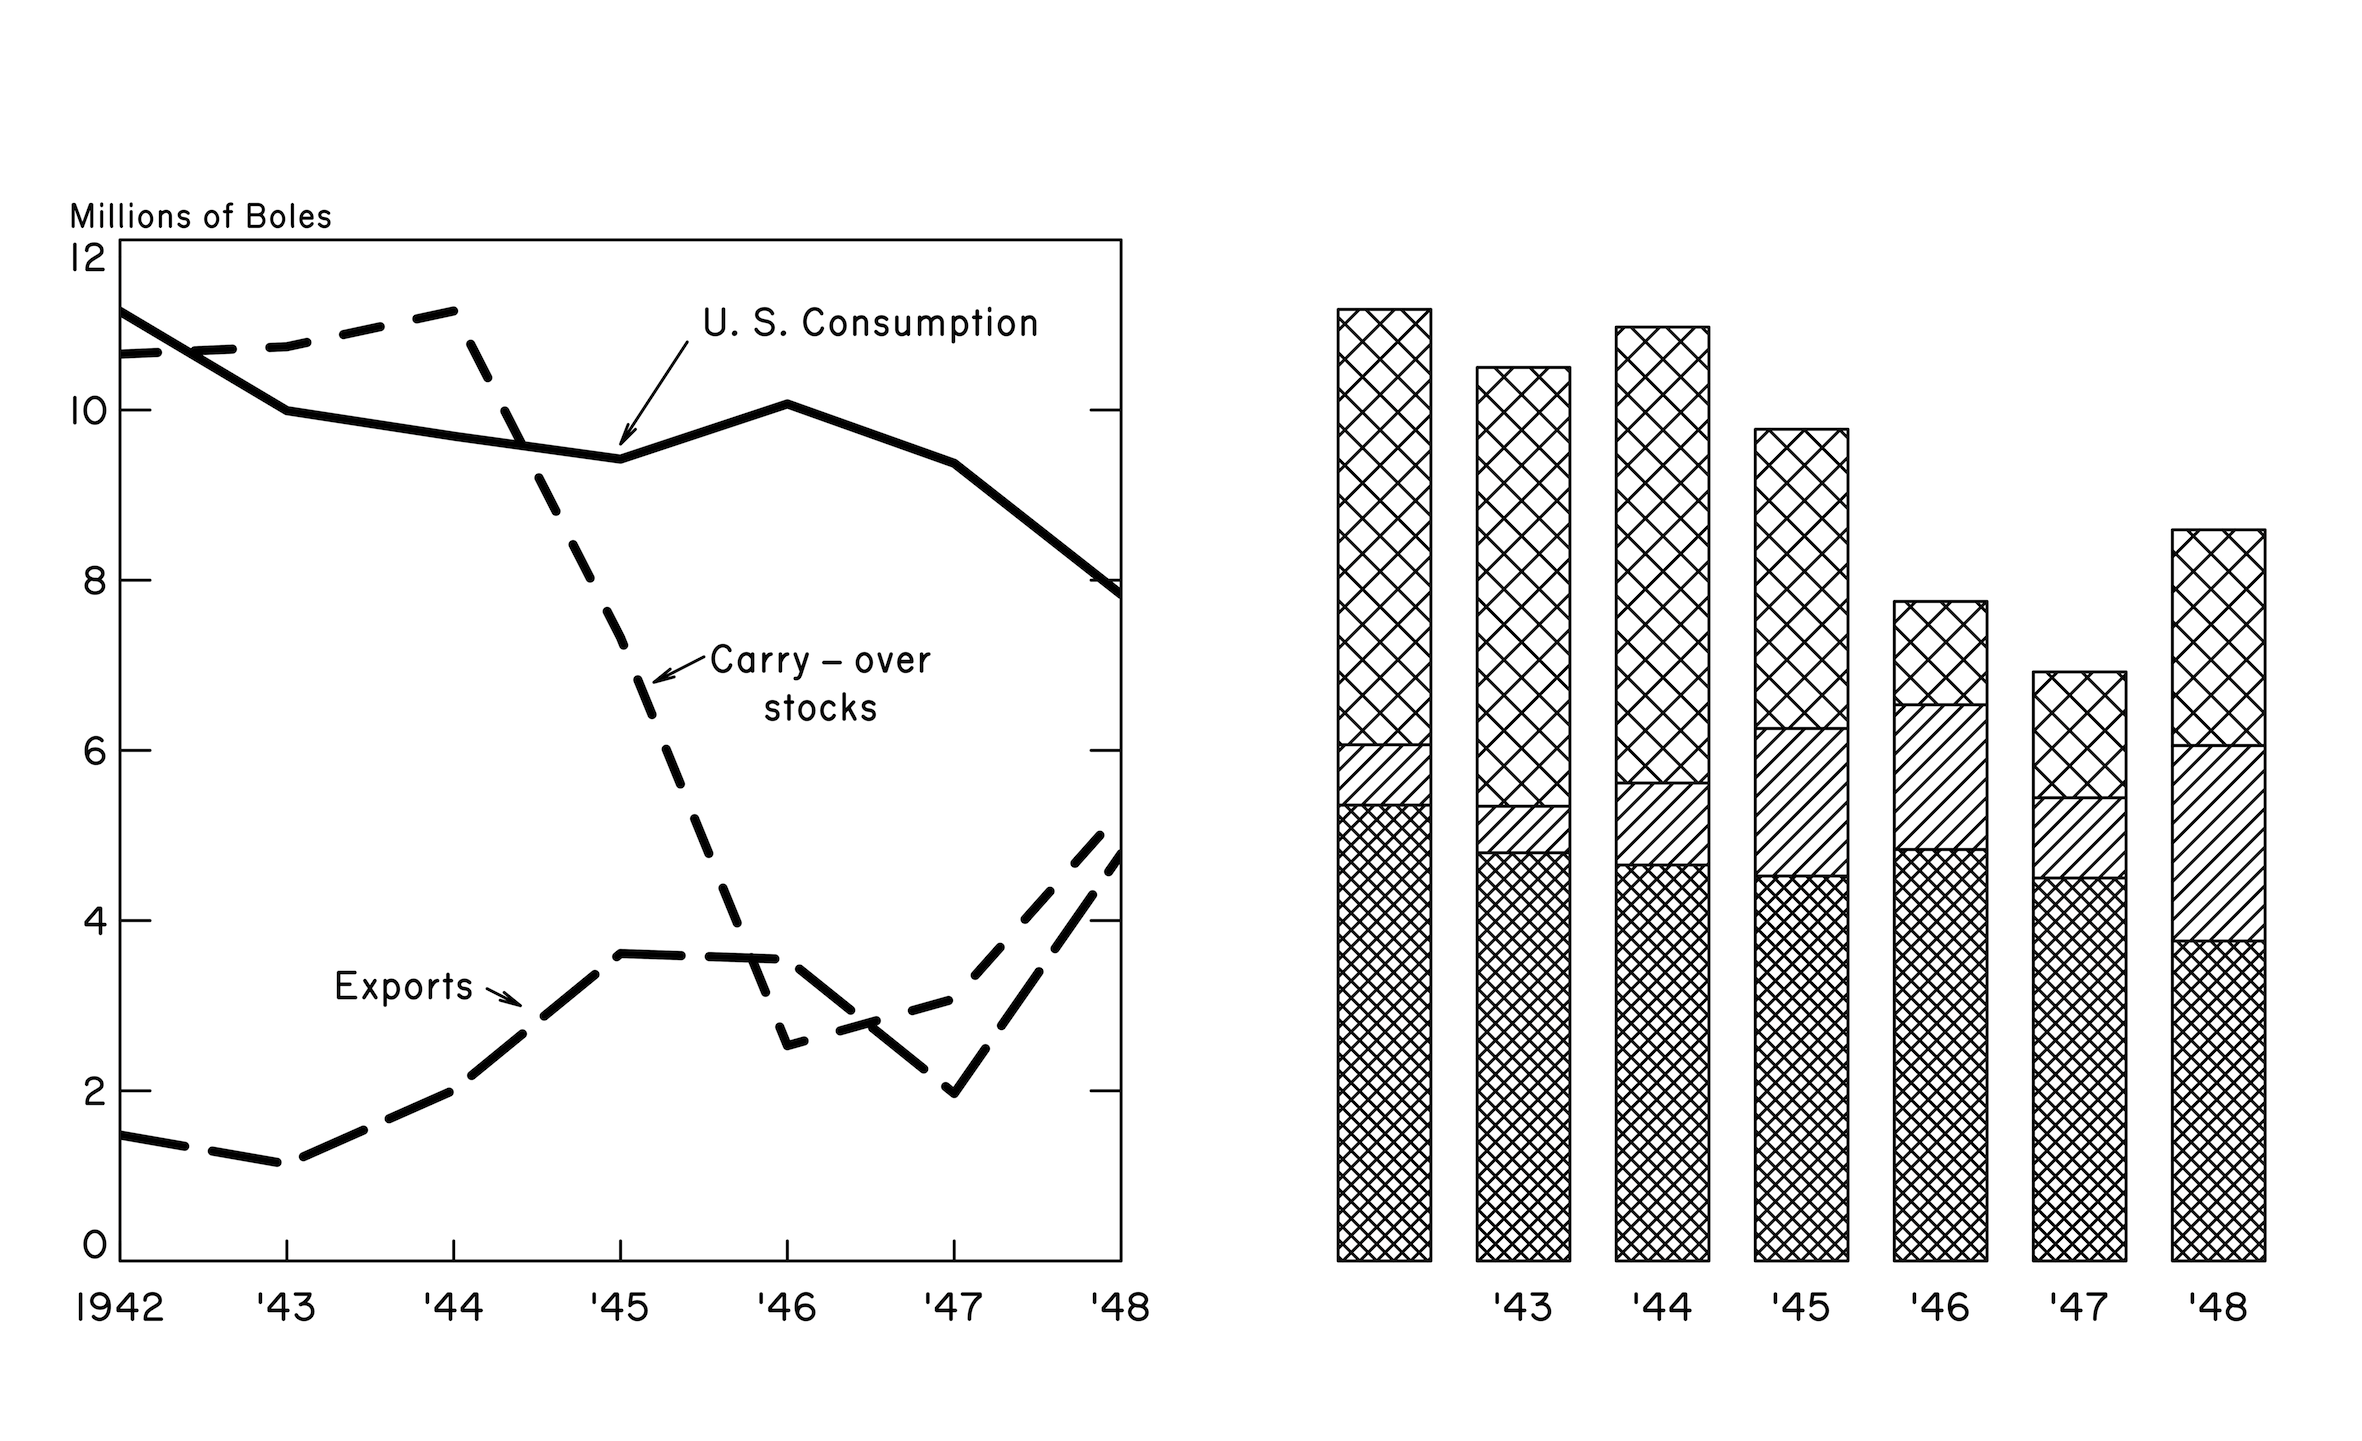 Millions of Boles
12
U. S. Consumption
10
8
Carry – over
stocks
6
4
Exports
2
0
1942 '43 '44 '45 '46 '47 '48
'43 '44 '45 '46 '47 '48